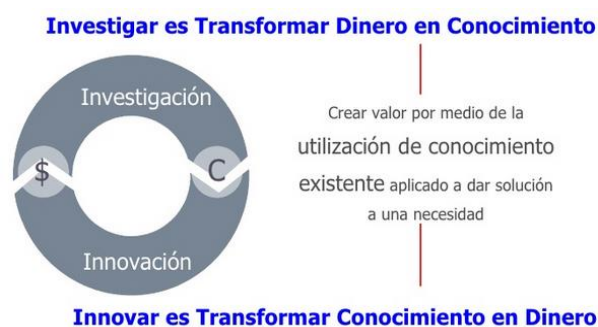 Investigar es Transformar Dinero en Conocimiento
Investigación
$
C
Innovación
Crear valor por medio de la
utilización de conocimiento
existente aplicado a dar solución
a una necesidad
Innovar es Transformar Conocimiento en Dinero